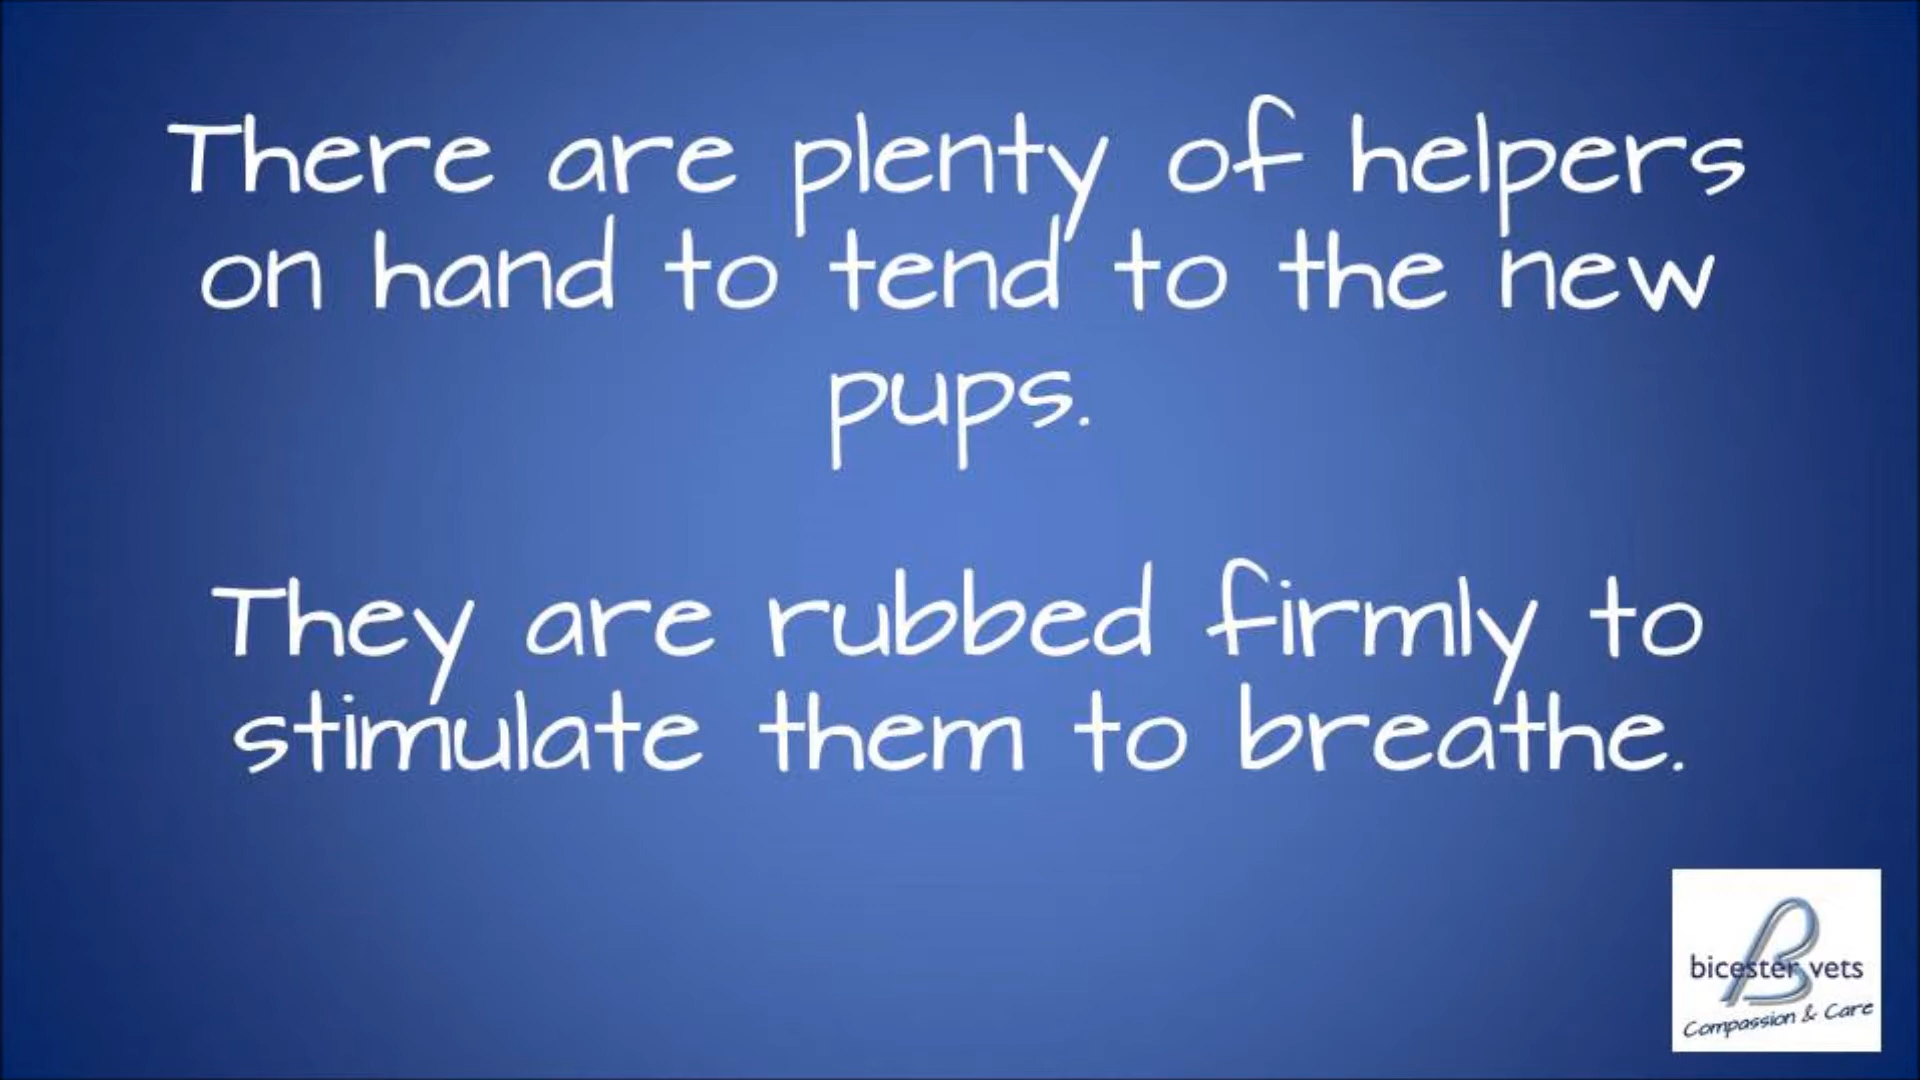 There are plenty of helpers
on hand to tend to the new
pups.
They are rubbed firmly to
stimulate them to breathe.
bicester vets
Compassion & Care